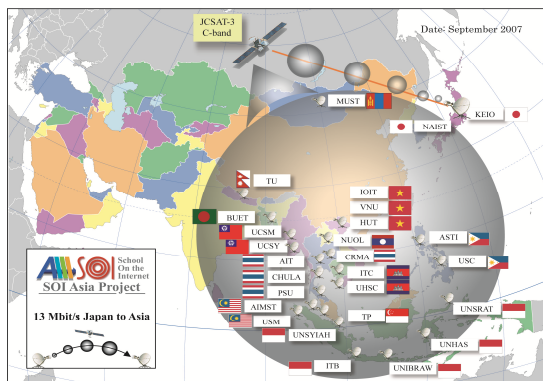 JCSAT-3
C-band
Date: September 2007
MUST
KEIO
NAIST
TU
IOIT
VNU
BUET
HUT
UCSM
UCSY
NUOL
ASTI
AIT
CRMA
CHULA
ITC
USC
PSU
UHSC
AIMST
USM
TP
UNSRAT
UNSYIAH
UNHAS
ITB
UNIBRAW
AIII SOI
School
On the
Internet
SOI Asia Project
13 Mbit/s Japan to Asia